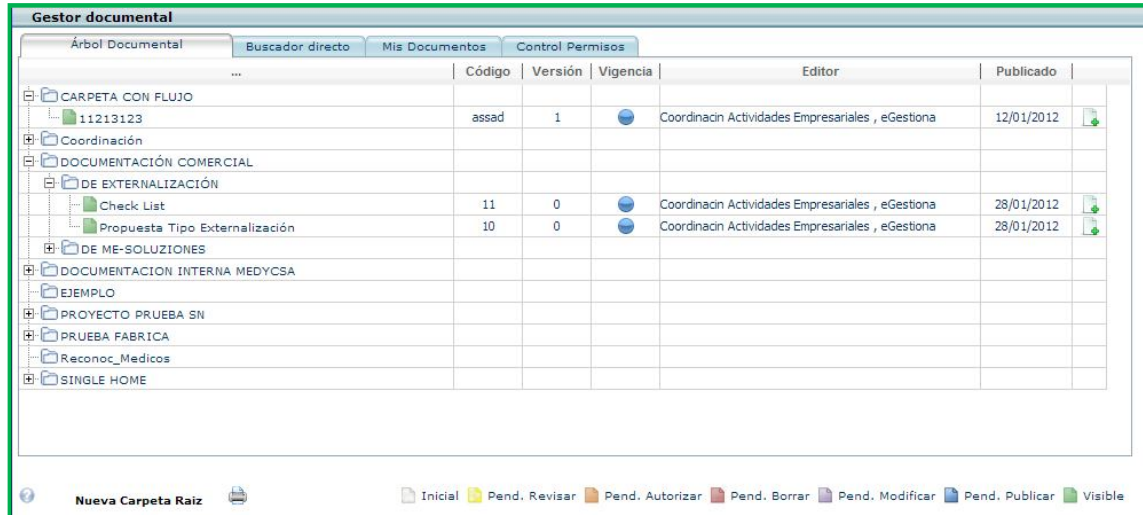 Gestor documental
Árbol Documental Buscador directo Mis Documentos Control Permisos
... Código Versión Vigencia Editor Publicado
CARPETA CON FLUJO
11213123 assad 1 Coordinacin Actividades Empresariales , eGestiona 12/01/2012
Coordinación
DOCUMENTACIÓN COMERCIAL
DE EXTERNALIZACIÓN
Check List 11 0 Coordinacin Actividades Empresariales , eGestiona 28/01/2012
Propuesta Tipo Externalización 10 0 Coordinacin Actividades Empresariales , eGestiona 28/01/2012
DE ME-SOLUZIONES
DOCUMENTACION INTERNA MEDYCSA
EJEMPLO
PROYECTO PRUEBA SN
PRUEBA FABRICA
Reconoc_Medicos
SINGLE HOME
Nueva Carpeta Raiz Inicial Pend. Revisar Pend. Autorizar Pend. Borrar Pend. Modificar Pend. Publicar Visible